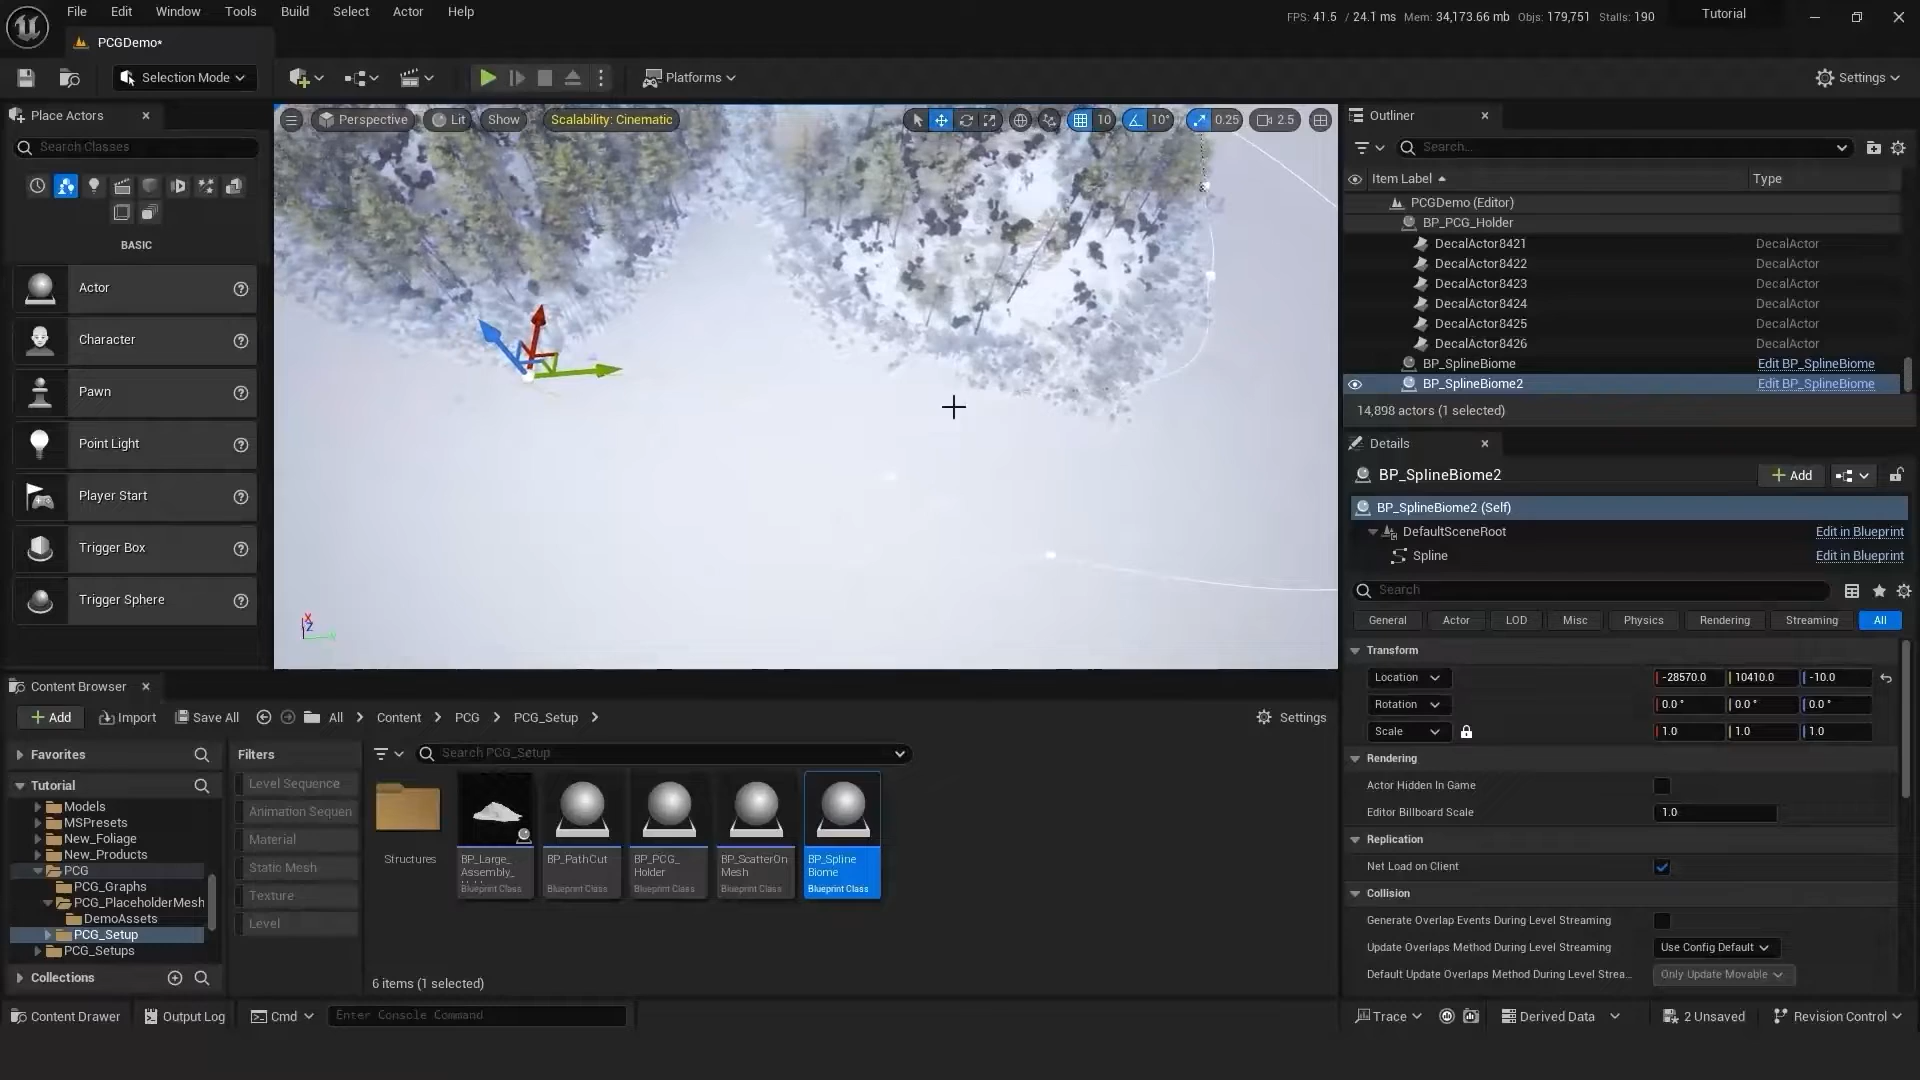 File Edit Window Tools Build Select Actor Help
FPS: 41.5 / 24.1 ms Mem: 34,173.66 mb Objs: 179,751 Stalls: 190
Tutorial
PCGDemo*
Selection Mode
Platforms
Settings
Place Actors
Search Classes
BASIC
Actor
Character
Pawn
Point Light
Player Start
Trigger Box
Trigger Sphere
Perspective Lit Show Scalability: Cinematic 10 10° 0.25 2.5
X
Z
Outliner
Search...
Item Label Type
PCGDemo (Editor)
BP_PCG_Holder
DecalActor8421 DecalActor
DecalActor8422 DecalActor
DecalActor8423 DecalActor
DecalActor8424 DecalActor
DecalActor8425 DecalActor
DecalActor8426 DecalActor
BP_SplineBiome Edit BP_SplineBiome
BP_SplineBiome2 Edit BP_SplineBiome
14,898 actors (1 selected)
Details
BP_SplineBiome2 Add
BP_SplineBiome2 (Self)
DefaultSceneRoot Edit in Blueprint
Spline Edit in Blueprint
Search
General Actor LOD Misc Physics Rendering Streaming All
Transform
Location -28570.0 10410.0 -10.0
Rotation 0.0° 0.0° 0.0°
Scale 1.0 1.0 1.0
Rendering
Actor Hidden In Game
Editor Billboard Scale 1.0
Replication
Net Load on Client
Collision
Generate Overlap Events During Level Streaming
Update Overlaps Method During Level Streaming Use Config Default
Default Update Overlaps Method During Level Strea... Only Update Movable
Content Browser
Add Import Save All All Content PCG PCG_Setup Settings
Favorites
Tutorial
Models
MSPresets
New_Foliage
New_Products
PCG
PCG_Graphs
PCG_PlaceholderMesh
DemoAssets
PCG_Setup
PCG_Setups
Collections
Filters
Level Sequence
Animation Sequen
Material
Static Mesh
Texture
Level
Search PCG_Setup
Structures
BP_Large_
Assembly_
Blueprint Class
BP_PathCut
Blueprint Class
BP_PCG_
Holder
Blueprint Class
BP_ScatterOn
Mesh
Blueprint Class
BP_Spline
Biome
Blueprint Class
6 items (1 selected)
Content Drawer Output Log Cmd Enter Console Command
Trace Derived Data 2 Unsaved Revision Control